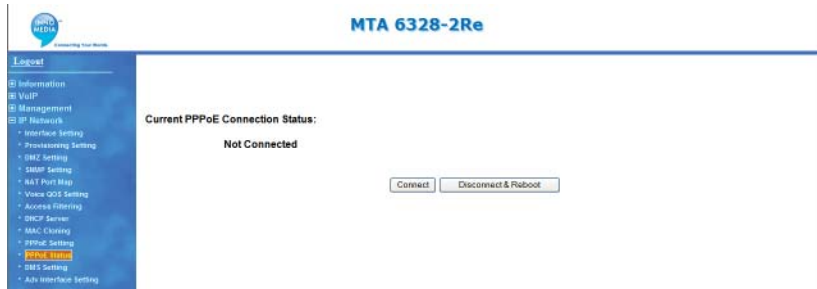 INNO
MEDIA
Connecting Your World
MTA 6328-2Re
Logout
Information
VoIP
Management
IP Network
Interface Setting
Provisioning Setting
DMZ Setting
SNMP Setting
NAT Port Map
Voice QOS Setting
Access Filtering
DHCP Server
MAC Cloning
PPPoE Setting
PPPoE Status
DMS Setting
Adv Interface Setting
Current PPPoE Connection Status:
Not Connected
Connect Disconnect & Reboot